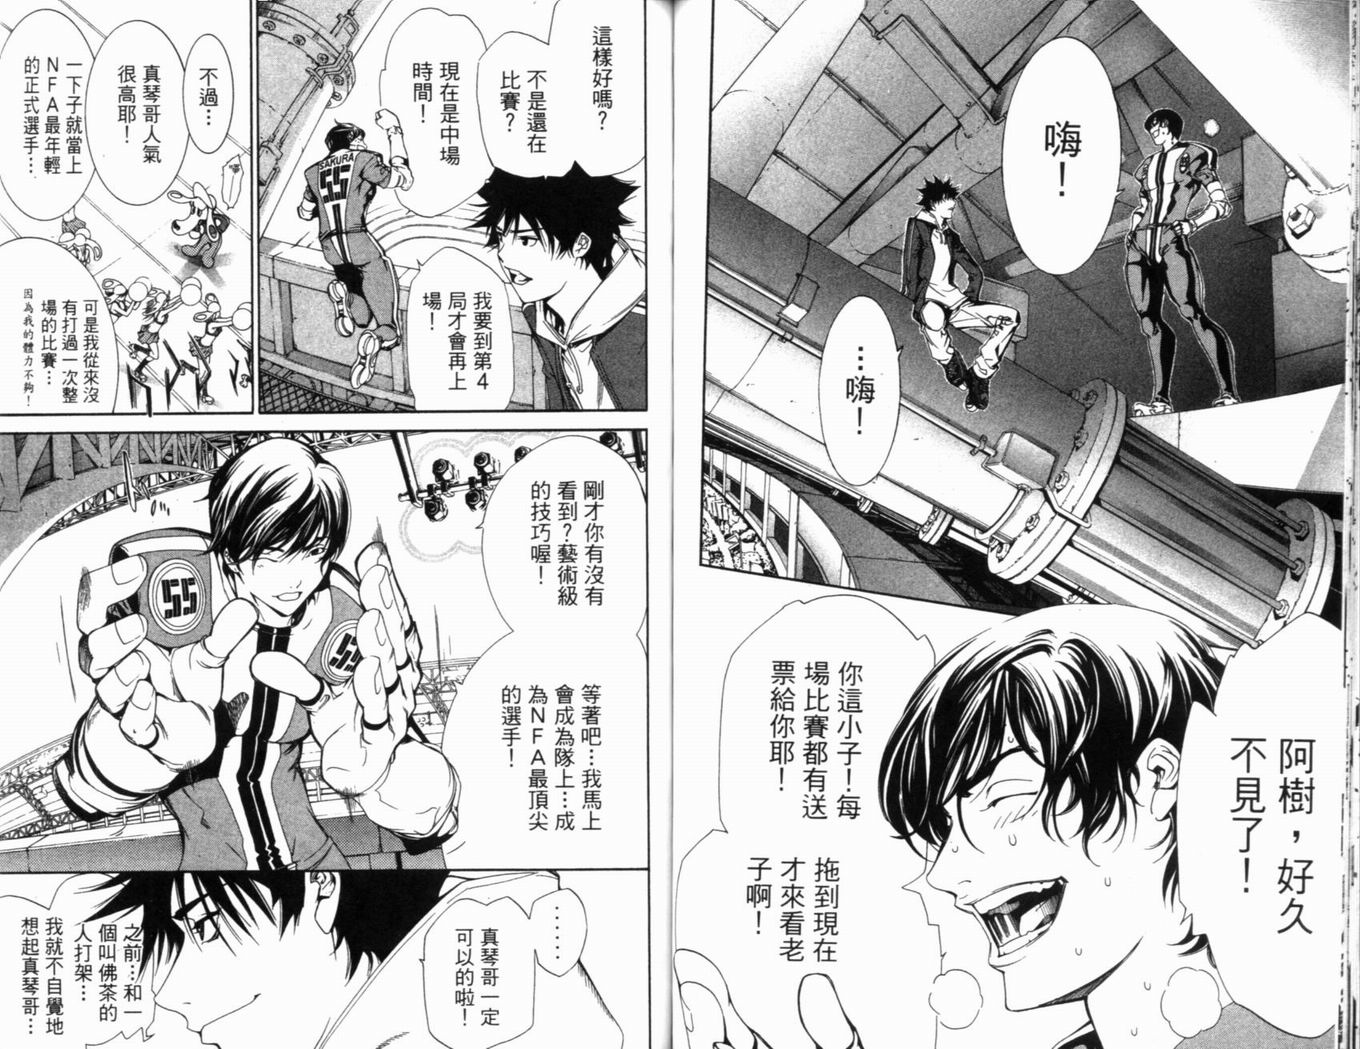 嗨！
…嗨！
阿樹，好久
不見了！
你這小子！每
場比賽都有送
票給你耶！
拖到現在
才來看老
子啊！
這樣好嗎？
不是還在
比賽？
現在是中場
時間！
SAKURA
55
我要到第4
局才會再上
場！
不過…
真琴哥人氣
很高耶！
一下子就當上
NFA最年輕
的正式選手…
可是我從來沒
有打過一次整
場的比賽…
因為我的體力不夠！
剛才你有沒有
看到？藝術級
的技巧喔！
55
55
等著吧…我馬上
會成為隊上…成
為NFA最頂尖
的選手！
………
真琴哥一定
可以的啦！
之前…和一
個叫佛茶的
人打架…
我就不自覺地
想起真琴哥…